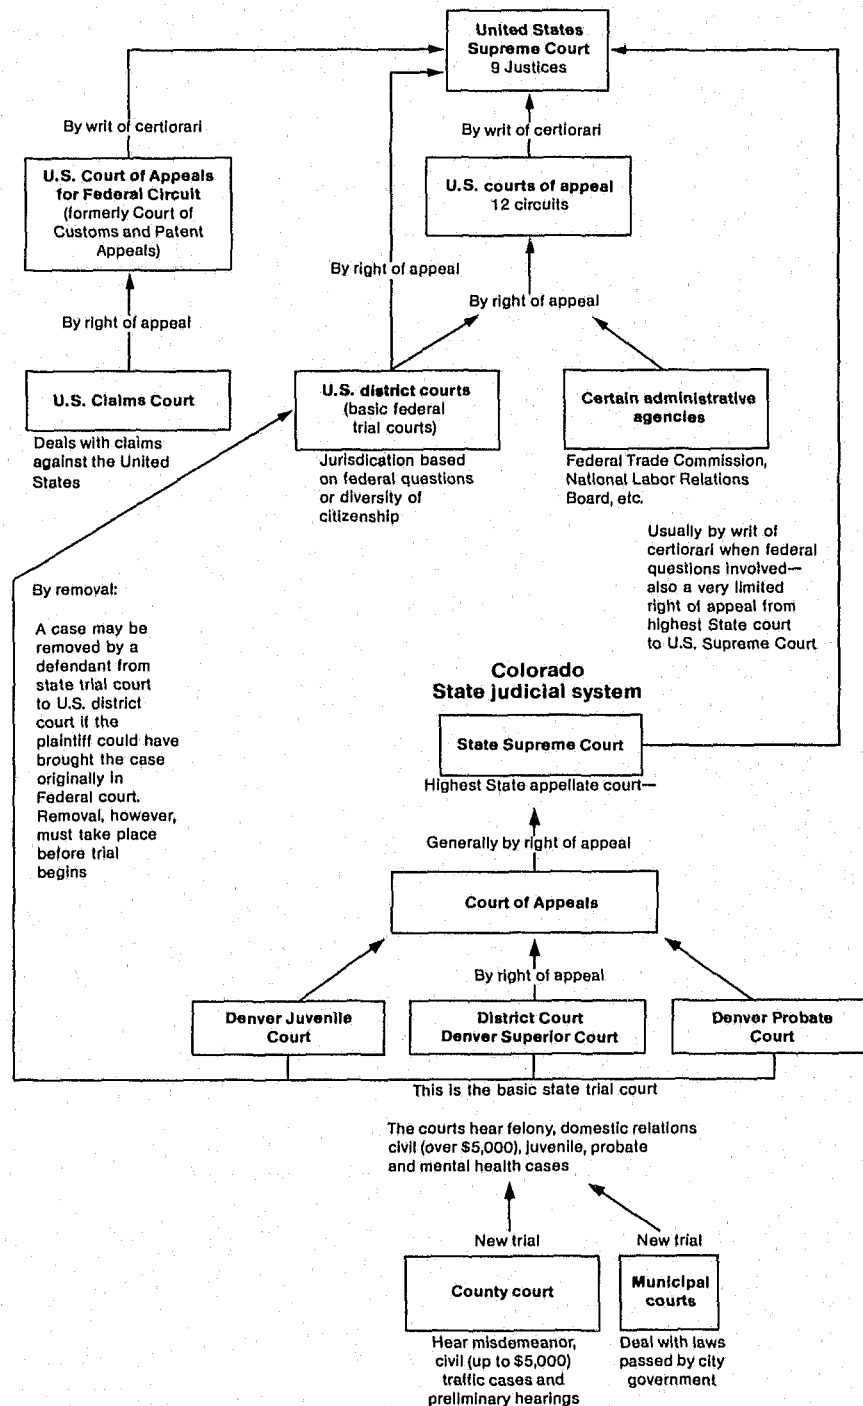 United States
Supreme Court
9 Justices
By writ of certiorari
By writ of certiorari
U.S. Court of Appeals
for Federal Circuit
(formerly Court of
Customs and Patent
Appeals)
U.S. courts of appeal
12 circuits
By right of appeal
By right of appeal
By right of appeal
U.S. Claims Court
Deals with claims
against the United
States
U.S. district courts
(basic federal
trial courts)
Jurisdication based
on federal questions
or diversity of
citizenship
Certain administrative
agencies
Federal Trade Commission,
National Labor Relations
Board, etc.
Usually by writ of
certiorari when federal
questions involved—
also a very limited
right of appeal from
highest State court
to U.S. Supreme Court
By removal:
A case may be
removed by a
defendant from
state trial court
to U.S. district
court if the
plaintiff could have
brought the case
originally in
Federal court.
Removal, however,
must take place
before trial
begins
Colorado
State judicial system
State Supreme Court
Highest State appellate court—
Generally by right of appeal
Court of Appeals
By right of appeal
Denver Juvenile
Court
District Court
Denver Superior Court
Denver Probate
Court
This is the basic state trial court
The courts hear felony, domestic relations
civil (over $5,000), juvenile, probate
and mental health cases
New trial
New trial
County court
Hear misdemeanor,
civil (up to $5,000)
traffic cases and
preliminary hearings
Municipal
courts
Deal with laws
passed by city
government